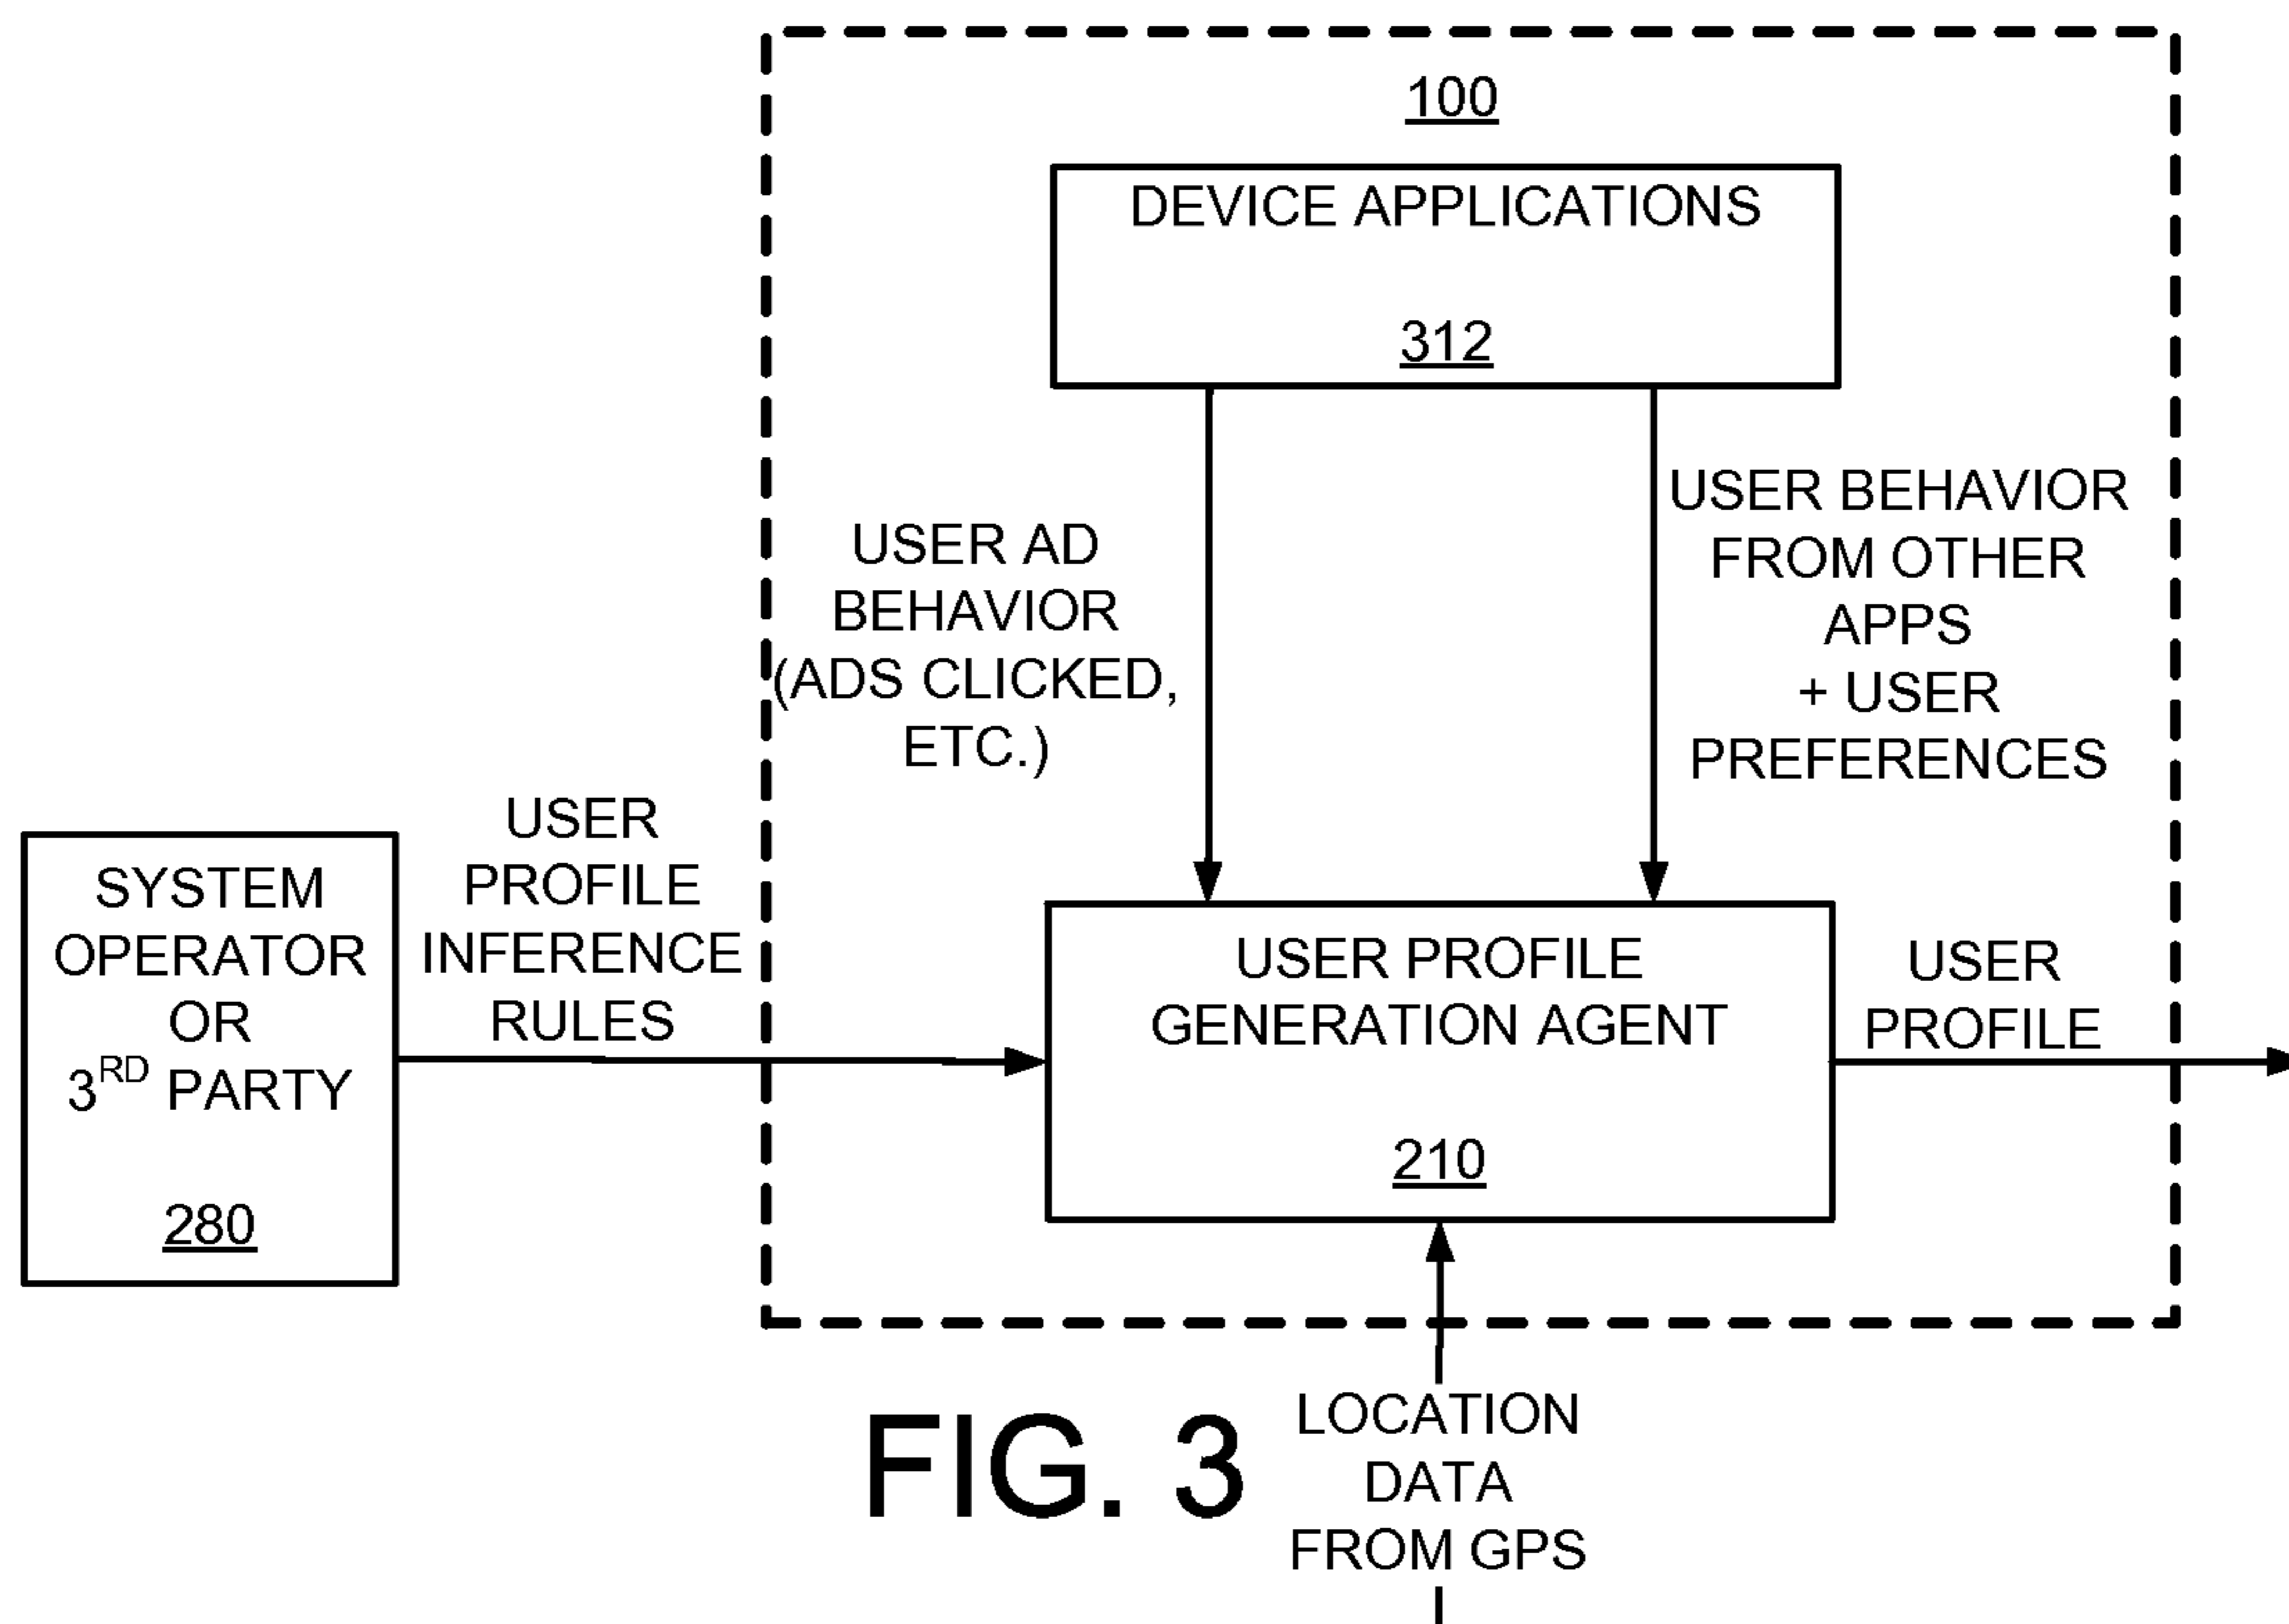 100
DEVICE APPLICATIONS
312
USER AD
BEHAVIOR
(ADS CLICKED,
ETC.)
USER BEHAVIOR
FROM OTHER
APPS
+ USER
PREFERENCES
SYSTEM
OPERATOR
OR
3RD PARTY
280
USER
PROFILE
INFERENCE
RULES
USER PROFILE
GENERATION AGENT
210
USER
PROFILE
FIG. 3
LOCATION
DATA
FROM GPS